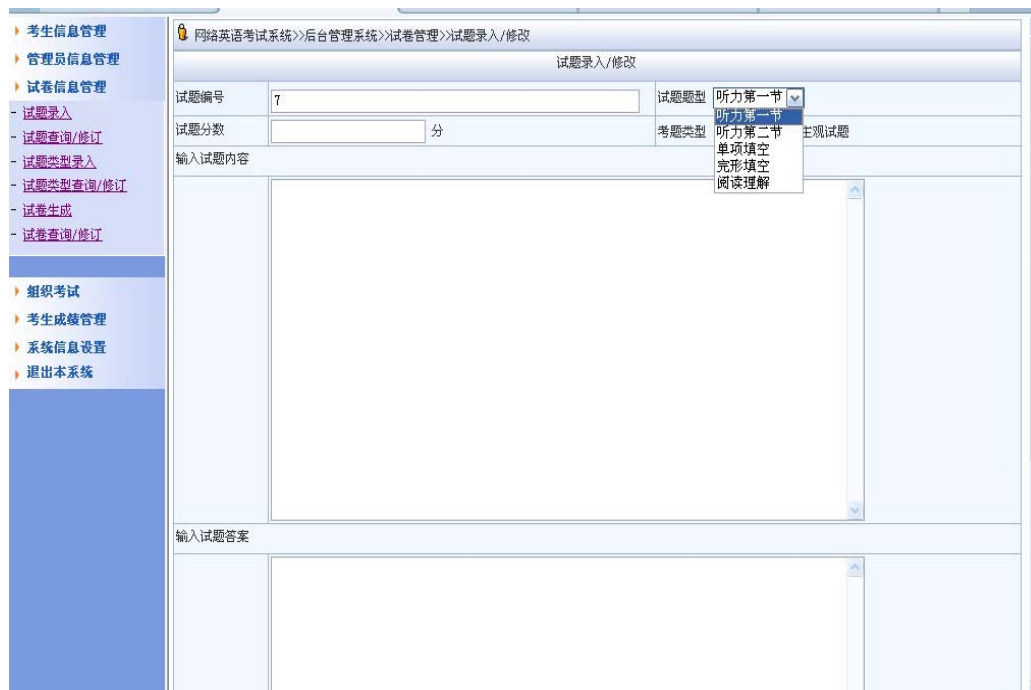 考生信息管理
管理员信息管理
试卷信息管理
- 试题录入
- 试题查询/修订
- 试题类型录入
- 试题类型查询/修订
- 试卷生成
- 试卷查询/修订
组织考试
考生成绩管理
系统信息设置
退出本系统
网络英语考试系统>>后台管理系统>>试卷管理>>试题录入/修改
试题录入/修改
试题编号 7 试题题型 听力第一节
听力第一节
试题分数 分 考题类型 听力第二节 主观试题
单项填空
完形填空
阅读理解
输入试题内容
输入试题答案